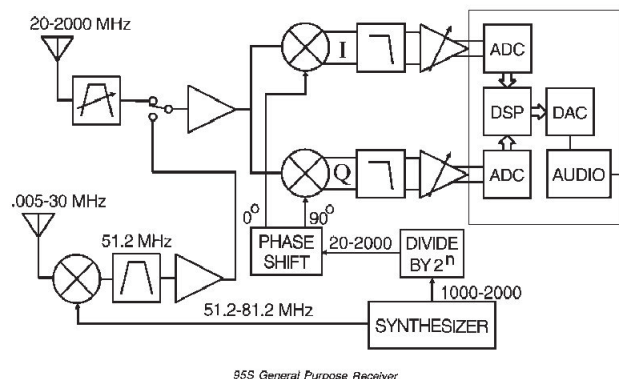 20-2000 MHz
I
ADC
DSP
DAC
Q
ADC
AUDIO
.005-30 MHz
0°
90°
51.2 MHz
PHASE
SHIFT
20-2000
DIVIDE
BY 2ⁿ
1000-2000
51.2-81.2 MHz
SYNTHESIZER
95S General Purpose Receiver